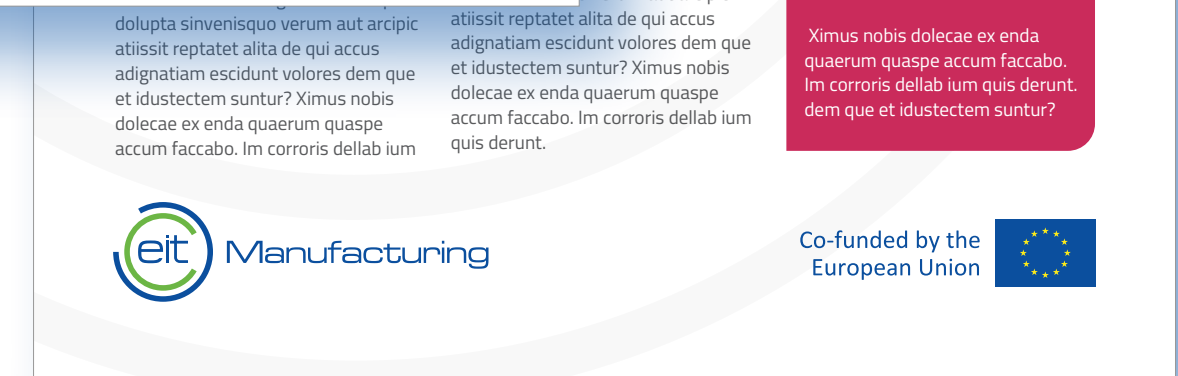 dolupta sinvenisquo verum aut arcipic
atiissit reptatet alita de qui accus
adignatiam escidunt volores dem que
et idustectem suntur? Ximus nobis
dolecae ex enda quaerum quaspe
accum faccabo. Im corroris dellab ium
atiissit reptatet alita de qui accus
adignatiam escidunt volores dem que
et idustectem suntur? Ximus nobis
dolecae ex enda quaerum quaspe
accum faccabo. Im corroris dellab ium
quis derunt.
Ximus nobis dolecae ex enda
quaerum quaspe accum faccabo.
Im corroris dellab ium quis derunt.
dem que et idustectem suntur?
eit Manufacturing
Co-funded by the
European Union